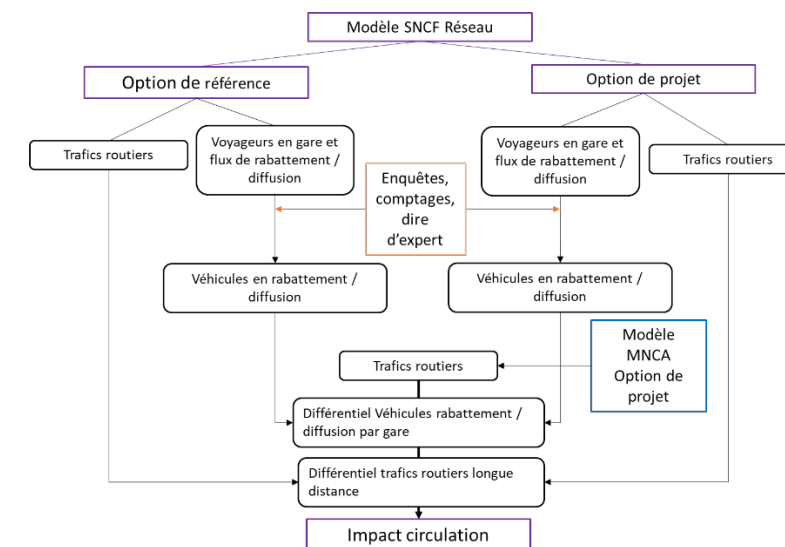 Modèle SNCF Réseau
Option de référence
Option de projet
Trafics routiers
Voyageurs en gare et
flux de rabattement /
diffusion
Voyageurs en gare et
flux de rabattement /
diffusion
Trafics routiers
Enquêtes,
comptages,
dire
d'expert
Véhicules en rabattement /
diffusion
Véhicules en rabattement /
diffusion
Modèle
MNCA
Option de
projet
Trafics routiers
Différentiel Véhicules rabattement /
diffusion par gare
Différentiel trafics routiers longue
distance
Impact circulation